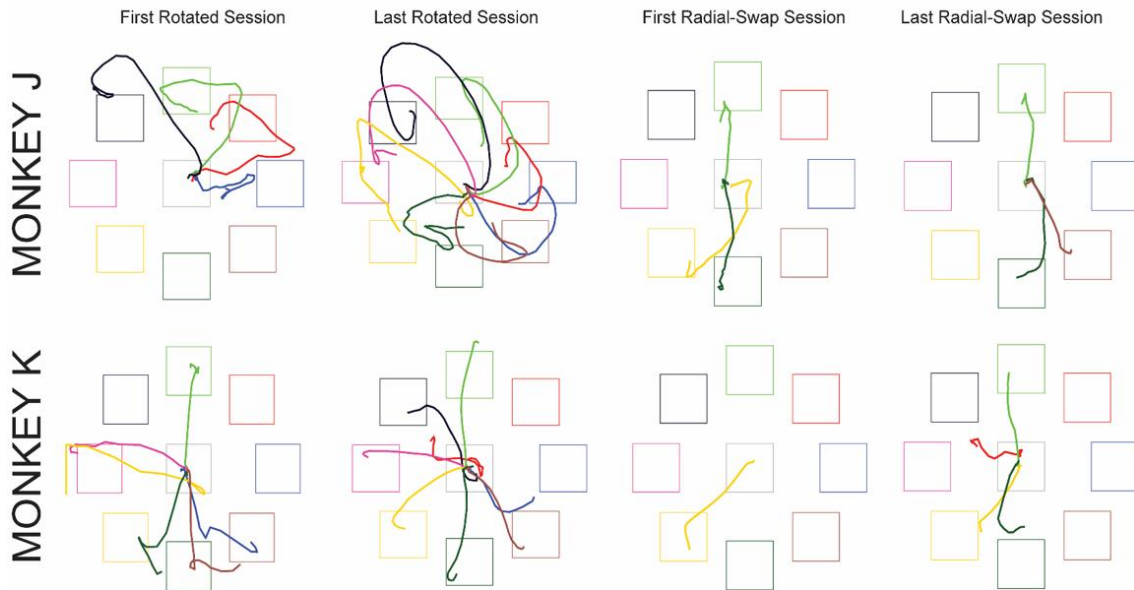 First Rotated Session
Last Rotated Session
First Radial-Swap Session
Last Radial-Swap Session
MONKEY J
MONKEY K